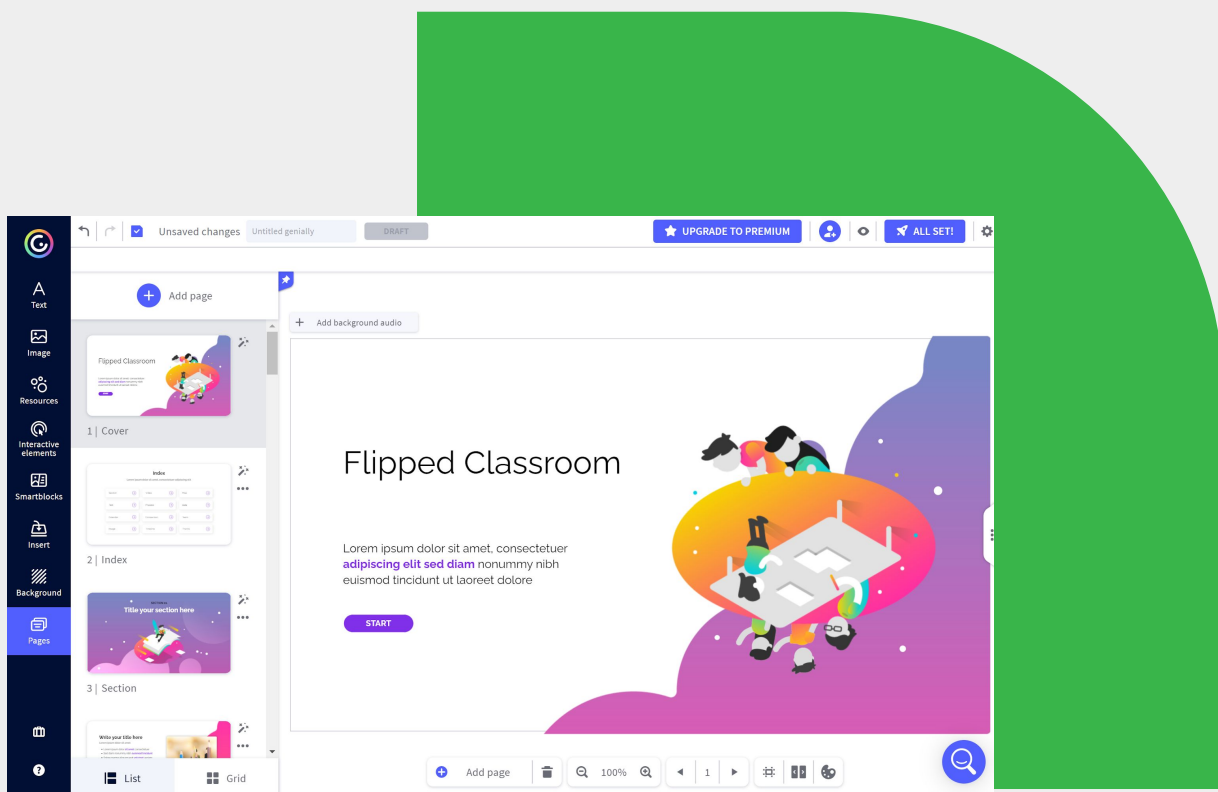 Unsaved changes
Untitled genially
DRAFT
UPGRADE TO PREMIUM
ALL SET!
Text
Image
Resources
Interactive
elements
Smartblocks
Insert
Background
Pages
Add page
Flipped Classroom
1 | Cover
Index
2 | Index
Title your section here
3 | Section
Write your title here
List
Grid
+ Add background audio
Flipped Classroom
Lorem ipsum dolor sit amet, consectetuer
adipiscing elit sed diam nonummy nibh
euismod tincidunt ut laoreet dolore
START
Add page
100%
1